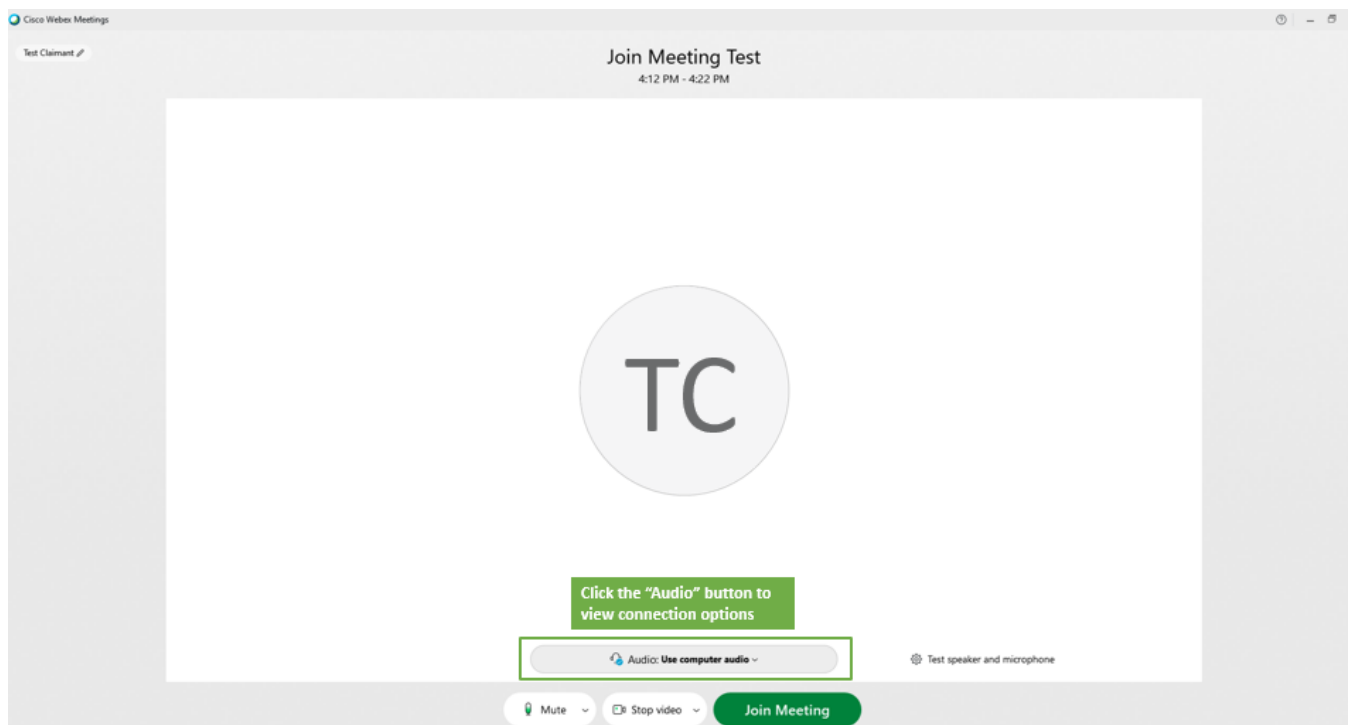 Cisco Webex Meetings
Test Claimant
Join Meeting Test
4:12 PM - 4:22 PM
TC
Click the “Audio” button to
view connection options
Audio: Use computer audio
Test speaker and microphone
Mute
Stop video
Join Meeting